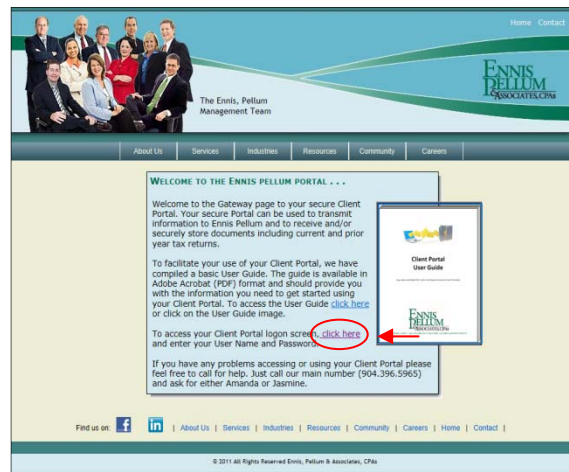 Home Contact
ENNIS
PELLUM
& ASSOCIATES, CPAs
The Ennis, Pellum
Management Team
About Us Services Industries Resources Community Careers
WELCOME TO THE ENNIS PELLUM PORTAL . . .
Welcome to the Gateway page to your secure Client
Portal. Your secure Portal can be used to transmit
information to Ennis Pellum and to receive and/or
securely store documents including current and prior
year tax returns.
To facilitate your use of your Client Portal, we have
compiled a basic User Guide. The guide is available in
Adobe Acrobat (PDF) format and should provide you
with the information you need to get started using
your Client Portal. To access the User Guide click here
or click on the User Guide image.
To access your Client Portal logon screen, click here
and enter your User Name and Password.
If you have any problems accessing or using your Client Portal please
feel free to call for help. Just call our main number (904.396.5965)
and ask for either Amanda or Jasmine.
Client Portal
User Guide
ENNIS
PELLUM
& ASSOCIATES, CPAs
Find us on: | About Us | Services | Industries | Resources | Community | Careers | Home | Contact |
© 2011 All Rights Reserved Ennis, Pellum & Associates, CPAs